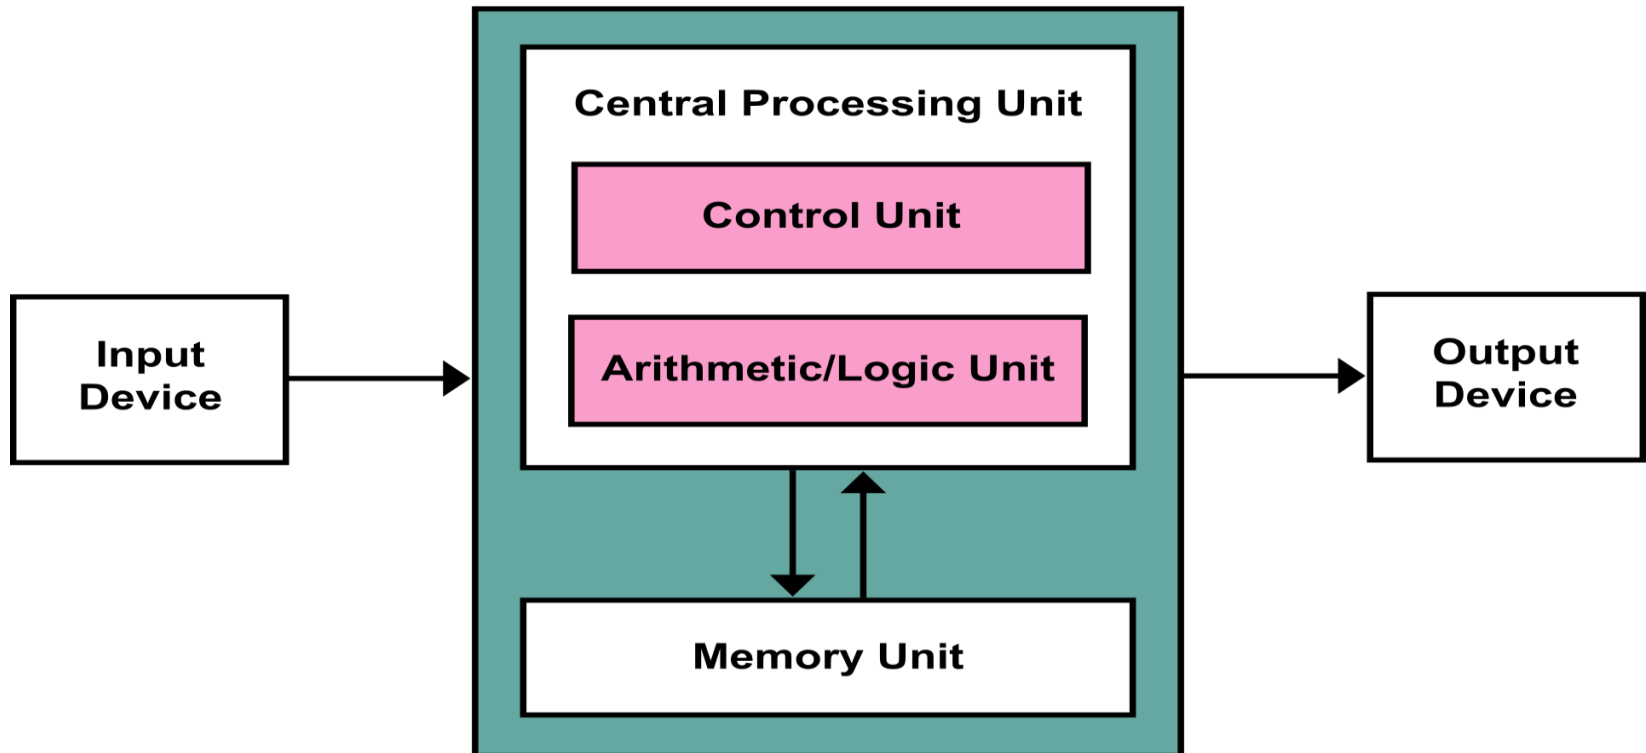 Central Processing Unit
Control Unit
Arithmetic/Logic Unit
Input
Device
Output
Device
Memory Unit